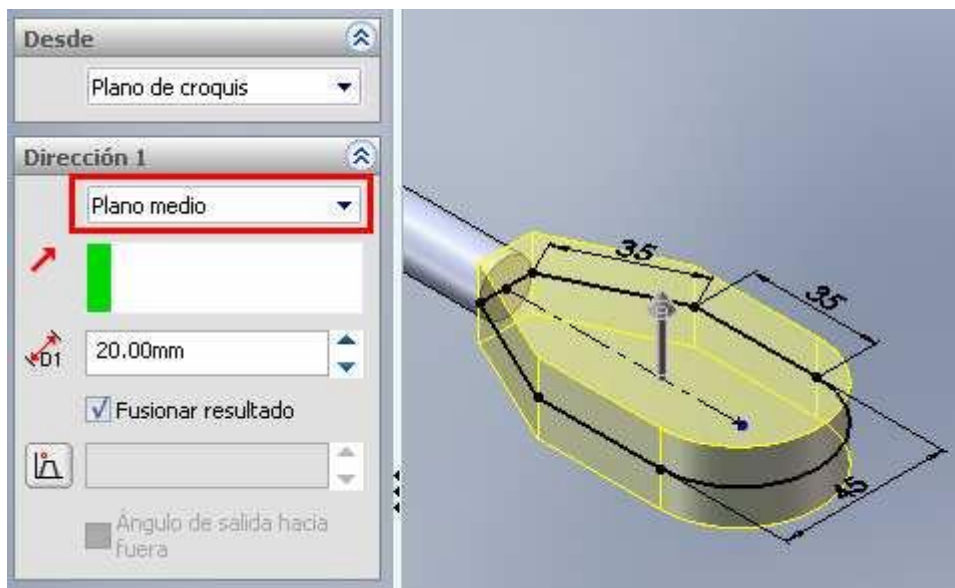 Desde
Plano de croquis
Dirección 1
Plano medio
D1
20.00mm
Fusionar resultado
Ángulo de salida hacia
fuera
35
35
45